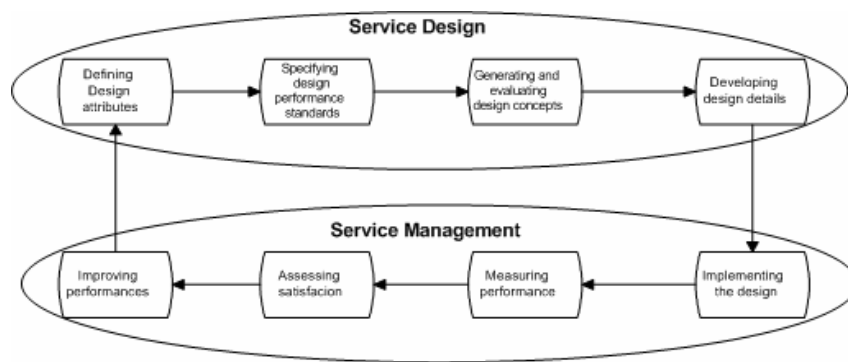 Service Design
Defining
Design
attributes
Specifying
design
performance
standards
Generating and
evaluating
design concepts
Developing
design details
Service Management
Improving
performances
Assessing
satisfacion
Measuring
performance
Implementing
the design